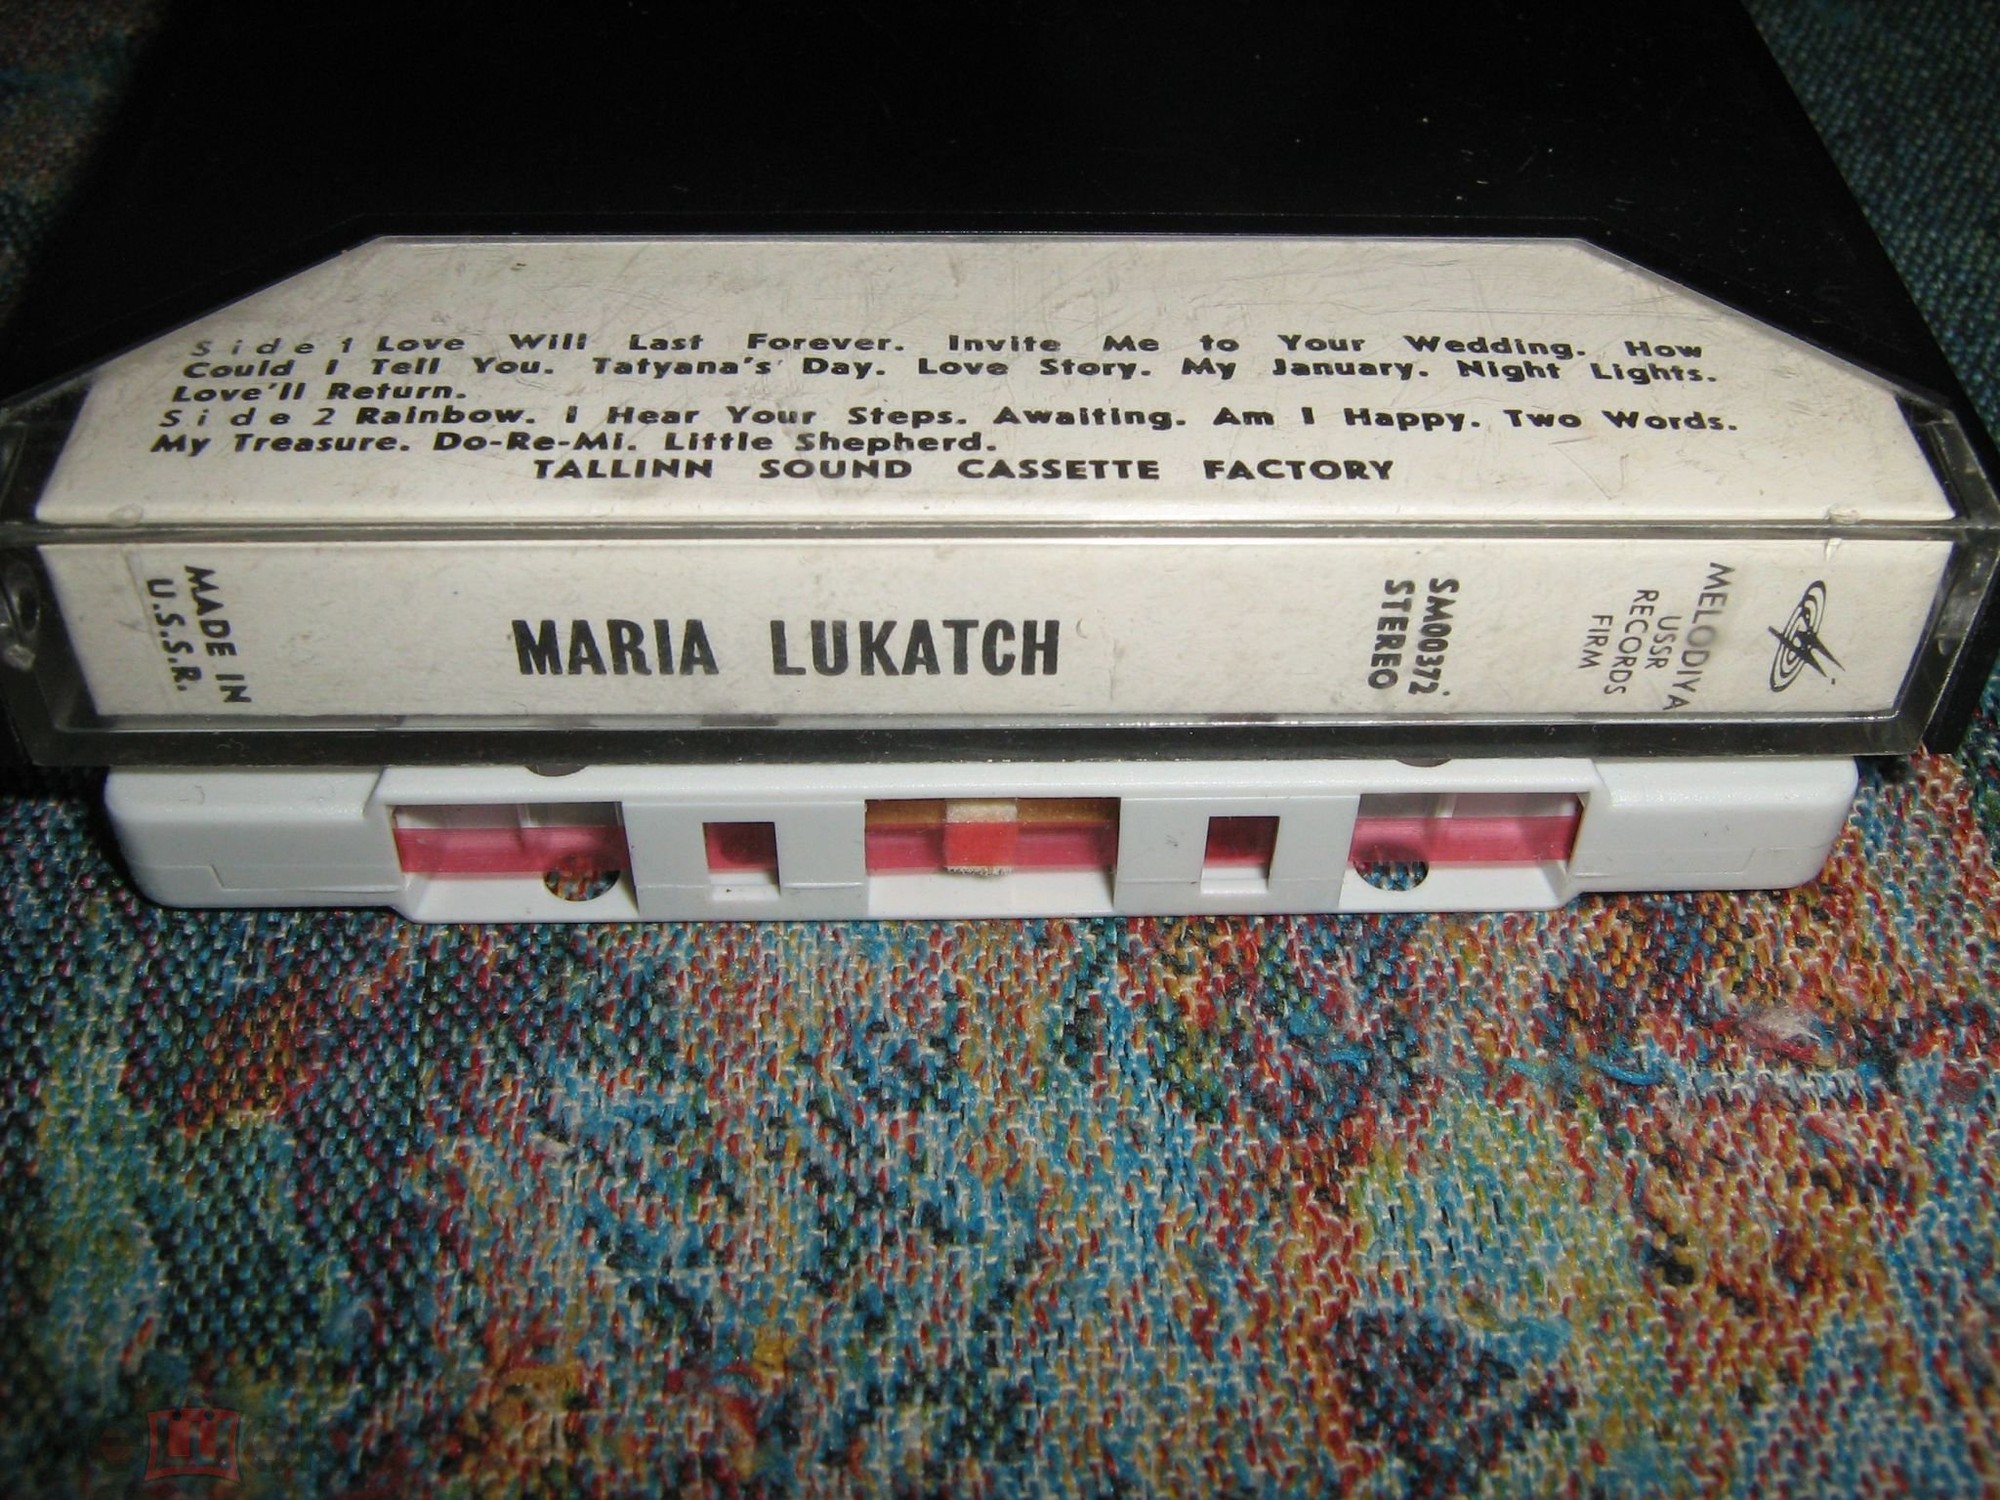 Side 1 Love Will Last Forever. Invite Me to Your Wedding. How
Could I Tell You. Tatyana's Day. Love Story. My January. Night Lights.
Love'll Return.
Side 2 Rainbow. I Hear Your Steps. Awaiting. Am I Happy. Two Words.
My Treasure. Do-Re-Mi. Little Shepherd.
TALLINN SOUND CASSETTE FACTORY
MADE IN
U.S.S.R.
MARIA LUKATCH
SM00372
STEREO
MELODIYA
USSR
RECORDS
FIRM